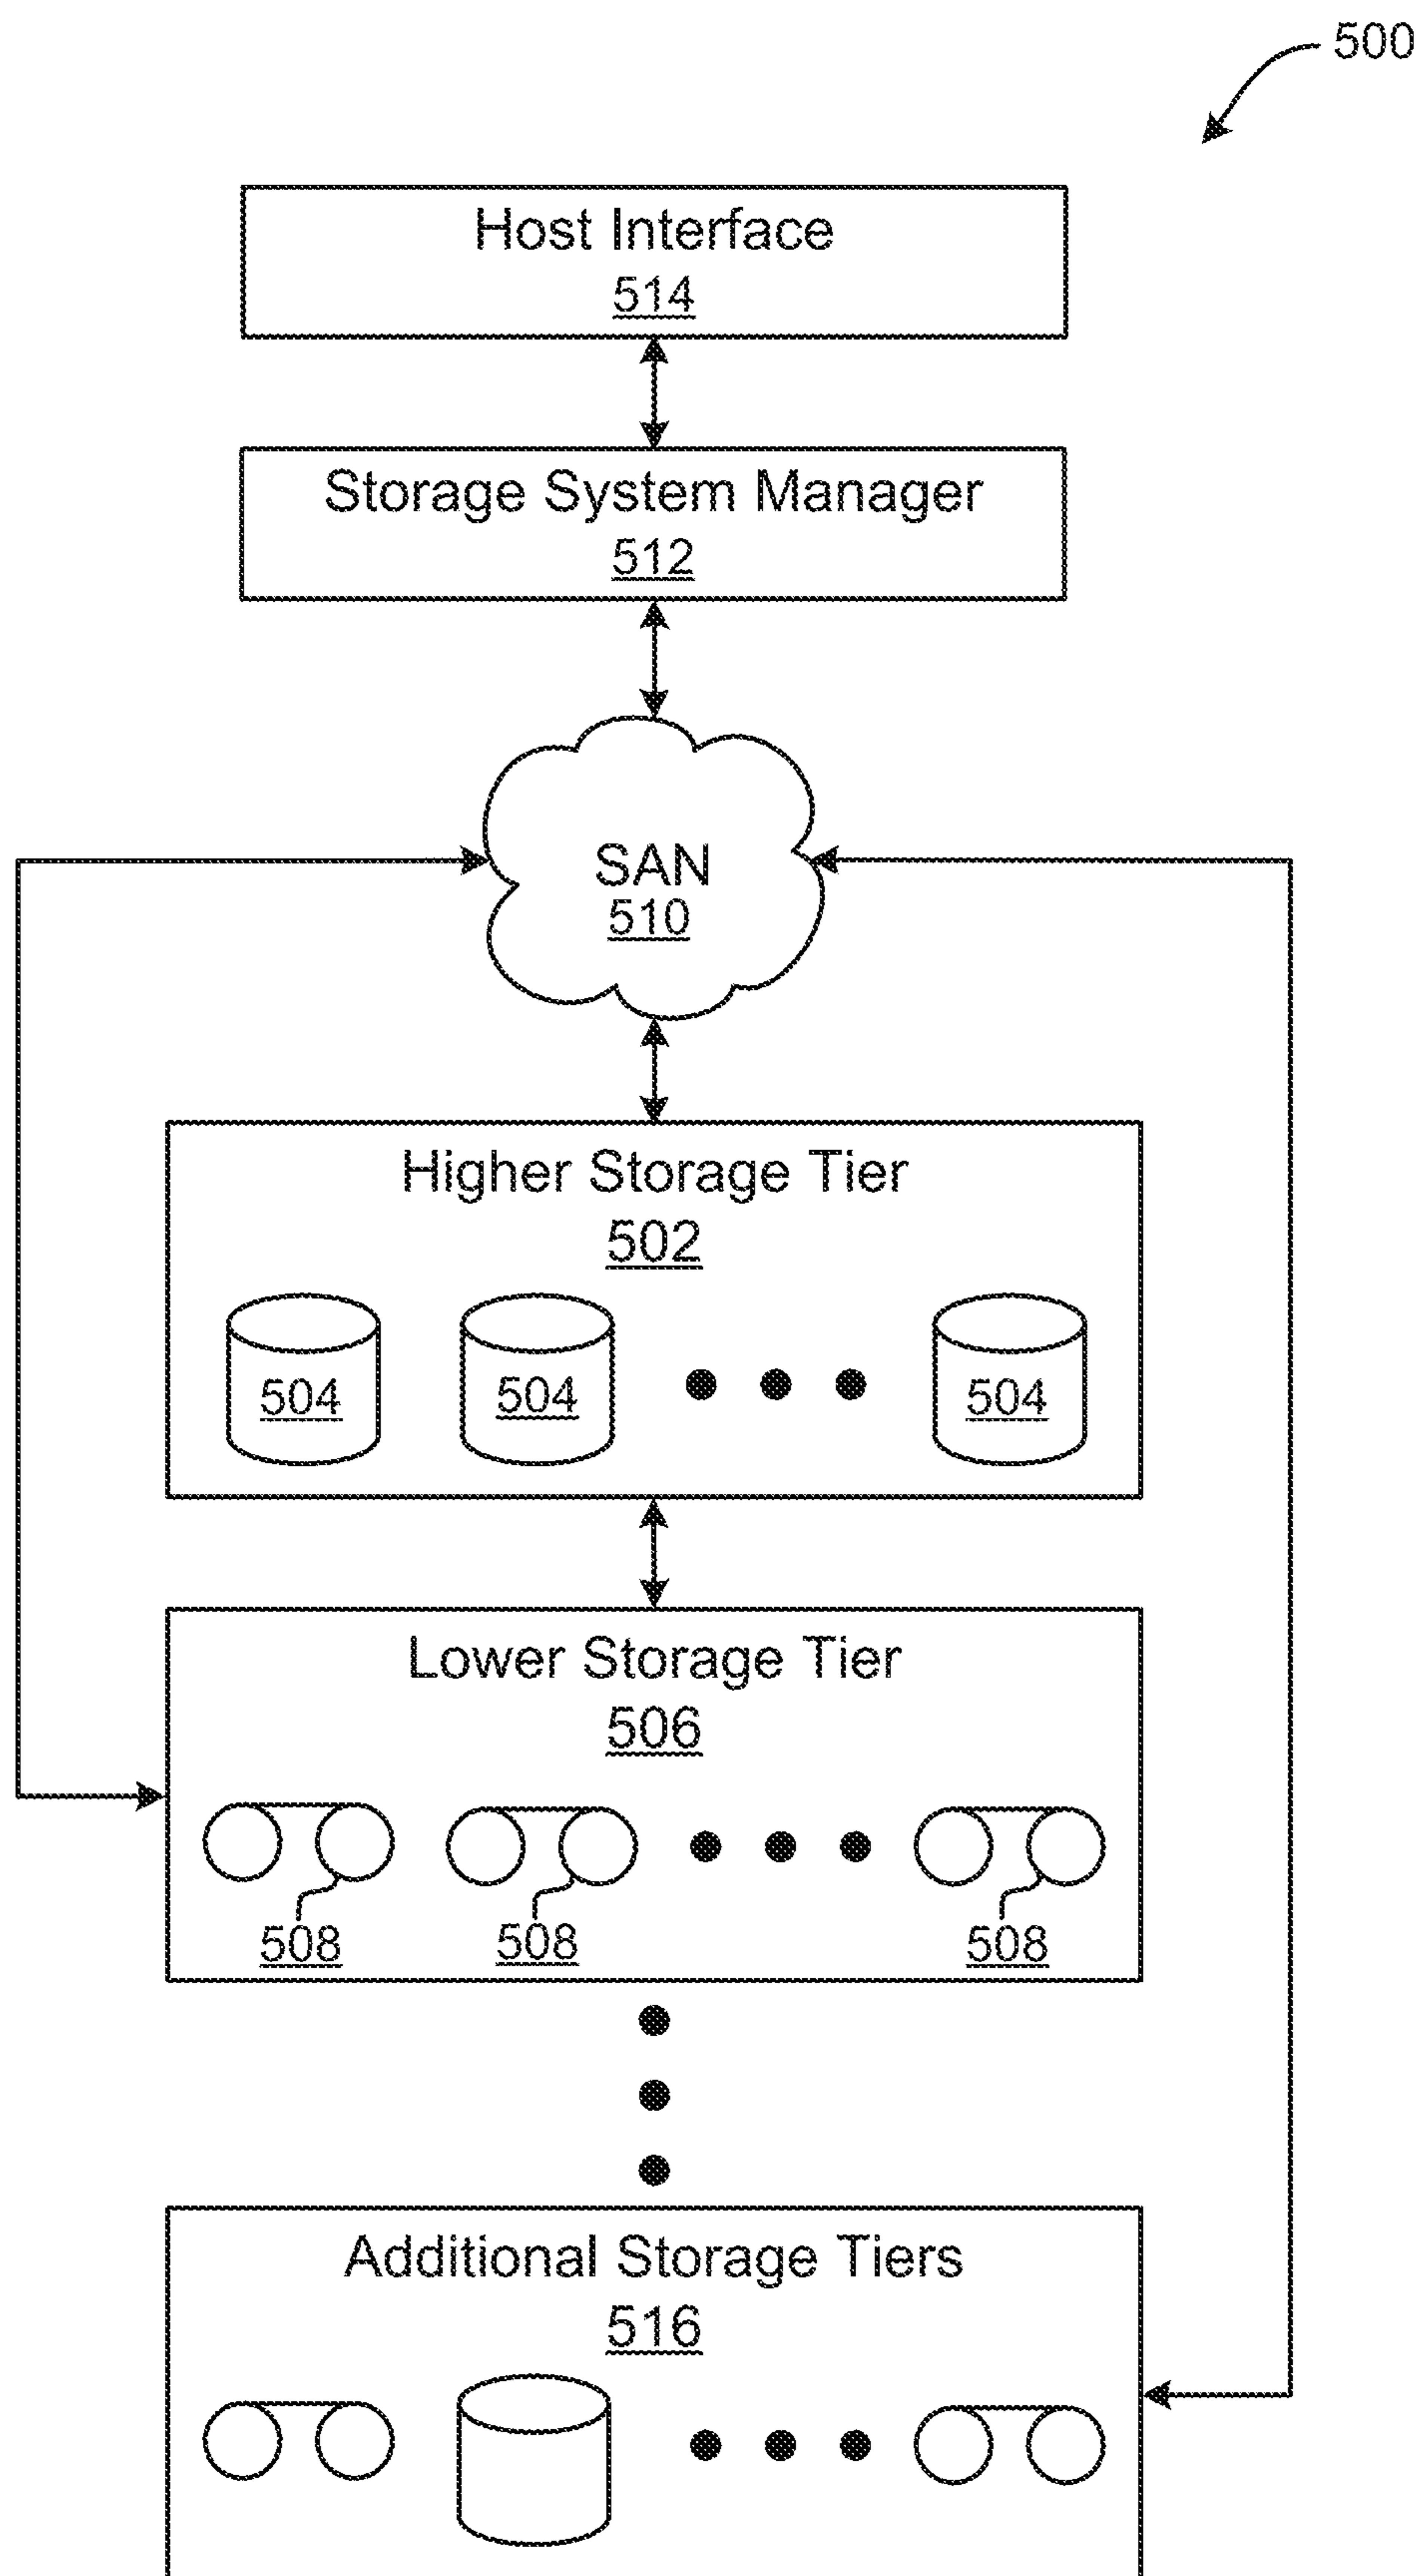 500
Host Interface
514
Storage System Manager
512
SAN
510
Higher Storage Tier
502
504 504 504
Lower Storage Tier
506
508 508 508
Additional Storage Tiers
516